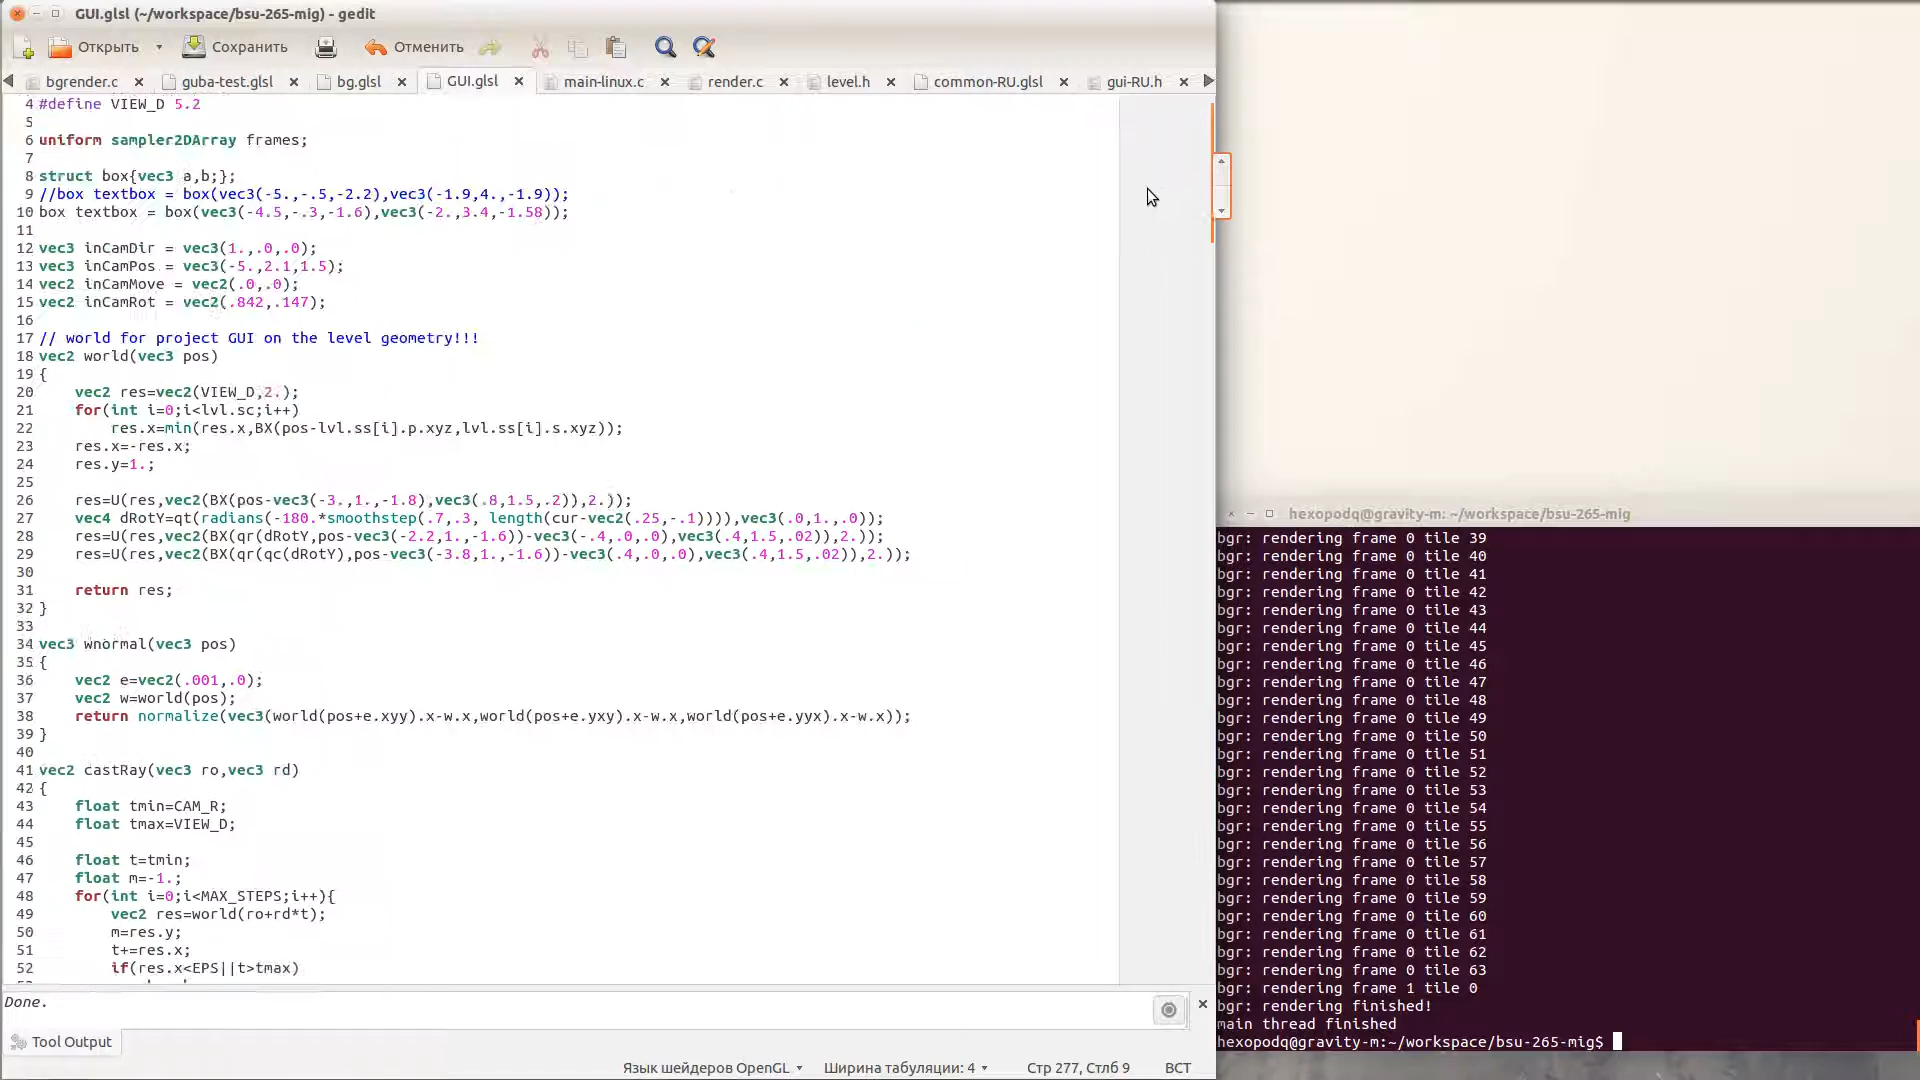 GUI.glsl (~/workspace/bsu-265-mig) - gedit
Открыть Сохранить Отменить
bgrender.c guba-test.glsl bg.glsl GUI.glsl main-linux.c render.c level.h common-RU.glsl gui-RU.h
4 #define VIEW_D 5.2
5
6 uniform sampler2DArray frames;
7
8 struct box{vec3 a,b;};
9 //box textbox = box(vec3(-5.,-.5,-2.2),vec3(-1.9,4.,-1.9));
10 box textbox = box(vec3(-4.5,-.3,-1.6),vec3(-2.,3.4,-1.58));
11
12 vec3 inCamDir = vec3(1.,.0,.0);
13 vec3 inCamPos = vec3(-5.,2.1,1.5);
14 vec2 inCamMove = vec2(.0,.0);
15 vec2 inCamRot = vec2(.842,.147);
16
17 // world for project GUI on the level geometry!!!
18 vec2 world(vec3 pos)
19 {
20 vec2 res=vec2(VIEW_D,2.);
21 for(int i=0;i<lvl.sc;i++)
22 res.x=min(res.x,BX(pos-lvl.ss[i].p.xyz,lvl.ss[i].s.xyz));
23 res.x=-res.x;
24 res.y=1.;
25
26 res=U(res,vec2(BX(pos-vec3(-3.,1.,-1.8),vec3(.8,1.5,.2)),2.));
27 vec4 dRotY=qt(radians(-180.*smoothstep(.7,.3, length(cur-vec2(.25,-.1)))),vec3(.0,1.,.0));
28 res=U(res,vec2(BX(qr(dRotY,pos-vec3(-2.2,1.,-1.6))-vec3(-.4,.0,.0),vec3(.4,1.5,.02)),2.));
29 res=U(res,vec2(BX(qr(qc(dRotY),pos-vec3(-3.8,1.,-1.6))-vec3(.4,.0,.0),vec3(.4,1.5,.02)),2.));
30
31 return res;
32 }
33
34 vec3 wnormal(vec3 pos)
35 {
36 vec2 e=vec2(.001,.0);
37 vec2 w=world(pos);
38 return normalize(vec3(world(pos+e.xyy).x-w.x,world(pos+e.yxy).x-w.x,world(pos+e.yyx).x-w.x));
39 }
40
41 vec2 castRay(vec3 ro,vec3 rd)
42 {
43 float tmin=CAM_R;
44 float tmax=VIEW_D;
45
46 float t=tmin;
47 float m=-1.;
48 for(int i=0;i<MAX_STEPS;i++){
49 vec2 res=world(ro+rd*t);
50 m=res.y;
51 t+=res.x;
52 if(res.x<EPS||t>tmax)
Done.
Tool Output
Язык шейдеров OpenGL Ширина табуляции: 4 Стр 277, Стлб 9 ВСТ
hexopodq@gravity-m: ~/workspace/bsu-265-mig
bgr: rendering frame 0 tile 39
bgr: rendering frame 0 tile 40
bgr: rendering frame 0 tile 41
bgr: rendering frame 0 tile 42
bgr: rendering frame 0 tile 43
bgr: rendering frame 0 tile 44
bgr: rendering frame 0 tile 45
bgr: rendering frame 0 tile 46
bgr: rendering frame 0 tile 47
bgr: rendering frame 0 tile 48
bgr: rendering frame 0 tile 49
bgr: rendering frame 0 tile 50
bgr: rendering frame 0 tile 51
bgr: rendering frame 0 tile 52
bgr: rendering frame 0 tile 53
bgr: rendering frame 0 tile 54
bgr: rendering frame 0 tile 55
bgr: rendering frame 0 tile 56
bgr: rendering frame 0 tile 57
bgr: rendering frame 0 tile 58
bgr: rendering frame 0 tile 59
bgr: rendering frame 0 tile 60
bgr: rendering frame 0 tile 61
bgr: rendering frame 0 tile 62
bgr: rendering frame 0 tile 63
bgr: rendering frame 1 tile 0
bgr: rendering finished!
main thread finished
hexopodq@gravity-m:~/workspace/bsu-265-mig$